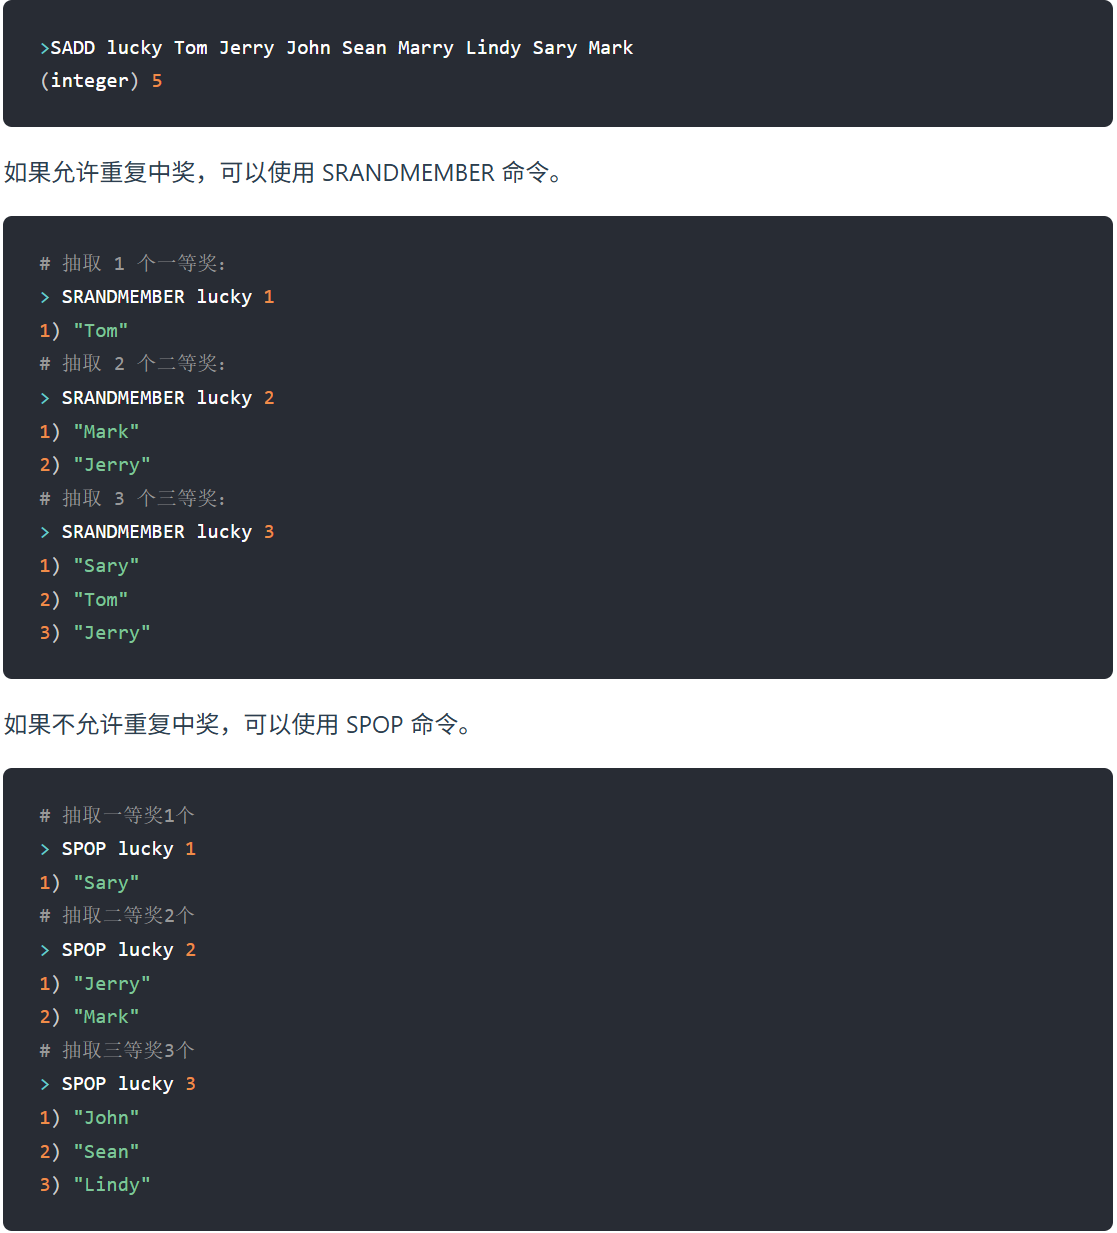 >SADD lucky Tom Jerry John Sean Marry Lindy Sary Mark
(integer) 5
如果允许重复中奖，可以使用 SRANDMEMBER 命令。
# 抽取 1 个一等奖：
> SRANDMEMBER lucky 1
1) "Tom"
# 抽取 2 个二等奖：
> SRANDMEMBER lucky 2
1) "Mark"
2) "Jerry"
# 抽取 3 个三等奖：
> SRANDMEMBER lucky 3
1) "Sary"
2) "Tom"
3) "Jerry"
如果不允许重复中奖，可以使用 SPOP 命令。
# 抽取一等奖1个
> SPOP lucky 1
1) "Sary"
# 抽取二等奖2个
> SPOP lucky 2
1) "Jerry"
2) "Mark"
# 抽取三等奖3个
> SPOP lucky 3
1) "John"
2) "Sean"
3) "Lindy"